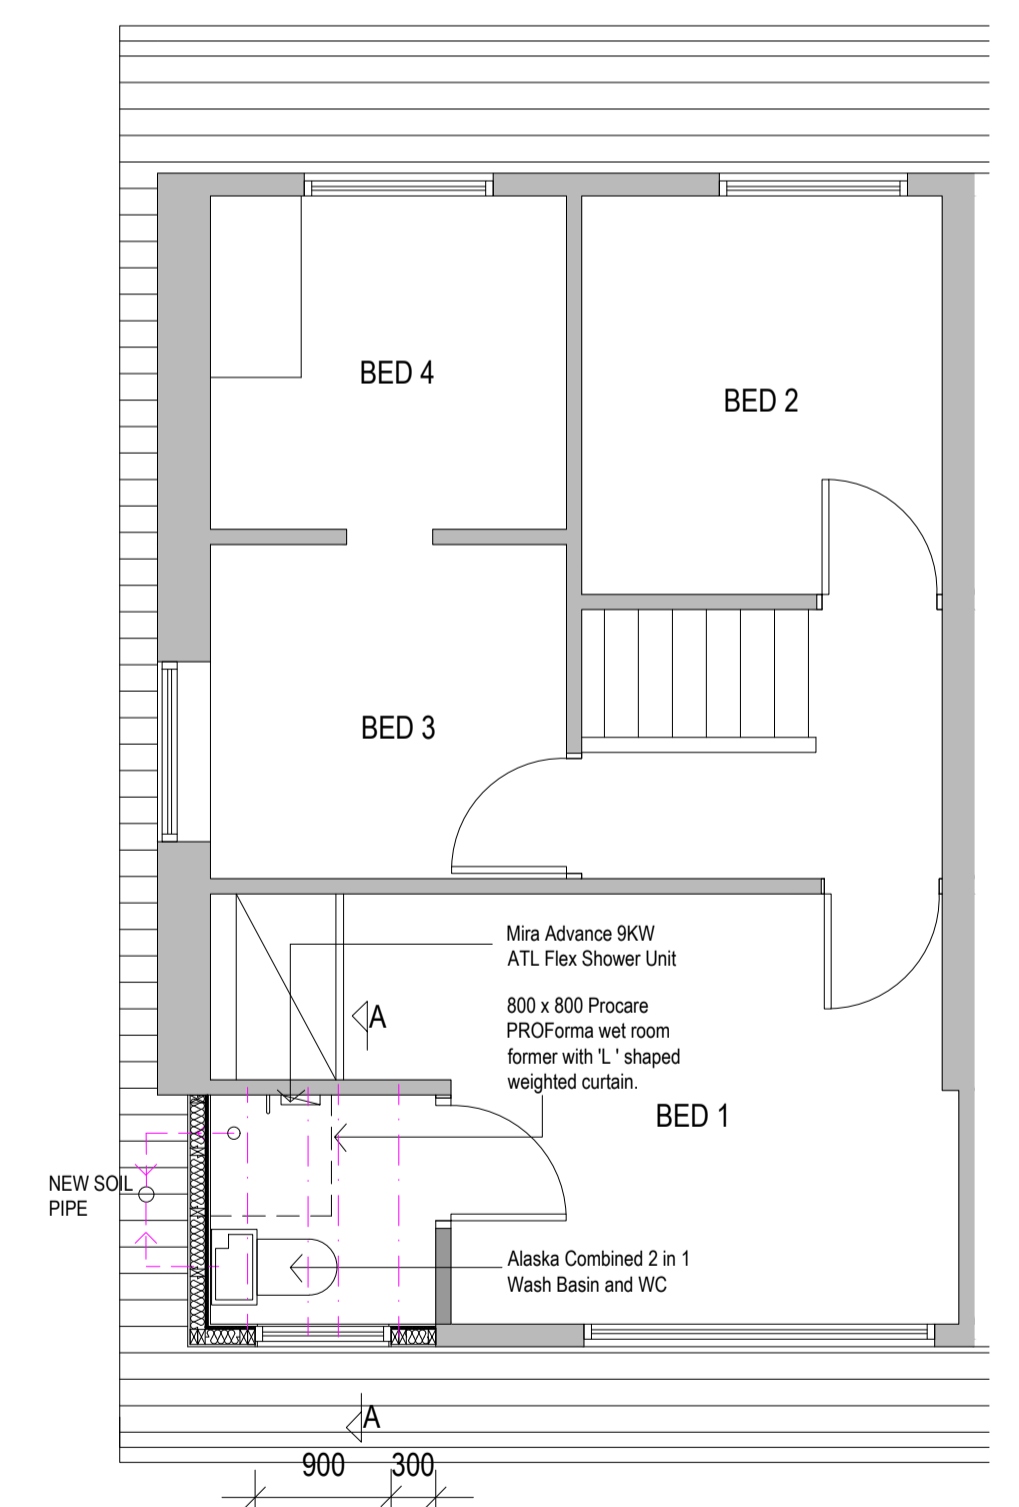 BED 4
BED 2
BED 3
Mira Advance 9KW
ATL Flex Shower Unit
A
800 x 800 Procare
PROForma wet room
former with 'L ' shaped
weighted curtain.
BED 1
NEW SOIL
PIPE
Alaska Combined 2 in 1
Wash Basin and WC
A
900
300